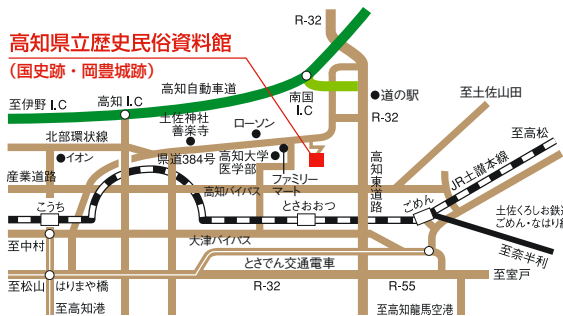 R-32
高知県立歴史民俗資料館
（国史跡・岡豊城跡）
高知自動車道
至伊野 I.C
高知 I.C
南国
I.C
道の駅
至土佐山田
土佐神社
善楽寺
ローソン
R-32
至高松
北部環状線
県道384号
高知大学
医学部
イオン
ファミリー
マート
高知東道路
JR土讃本線
産業道路
高知バイパス
こうち
とさおおつ
ごめん
土佐くろしお鉄道
ごめん・なはり線
至中村
大津バイパス
至奈半利
とさでん交通電車
至松山
はりまや橋
R-32
R-55
至室戸
至高知港
至高知龍馬空港